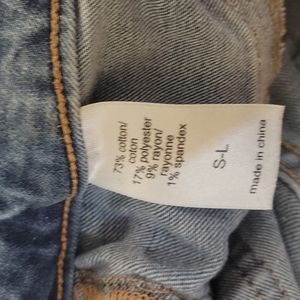 73% cotton/
coton
17% polyester
9% rayon/
rayonne
1% spandex
S-L
made in china